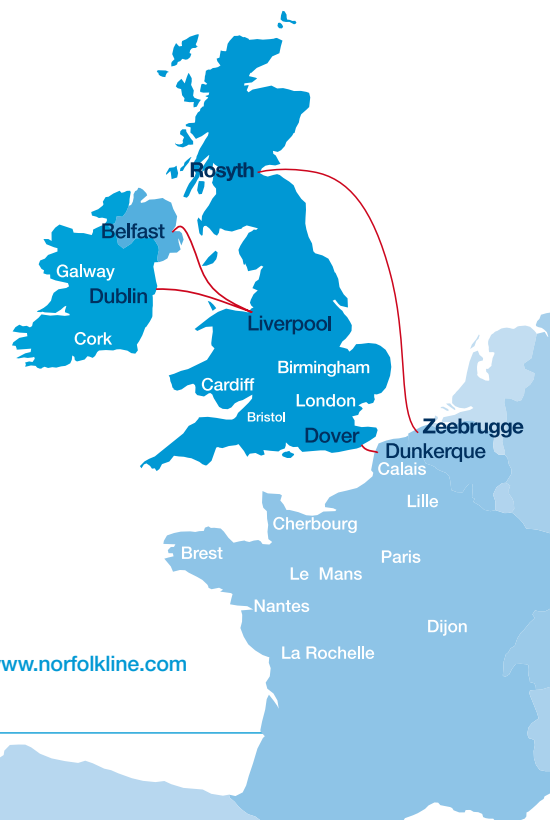 Rosyth
Belfast
Galway
Dublin
Cork
Liverpool
Birmingham
Cardiff
London
Bristol
Dover
Zeebrugge
Dunkerque
Calais
Lille
Cherbourg
Brest
Paris
Le Mans
Nantes
Dijon
La Rochelle
ww.norfolkline.com